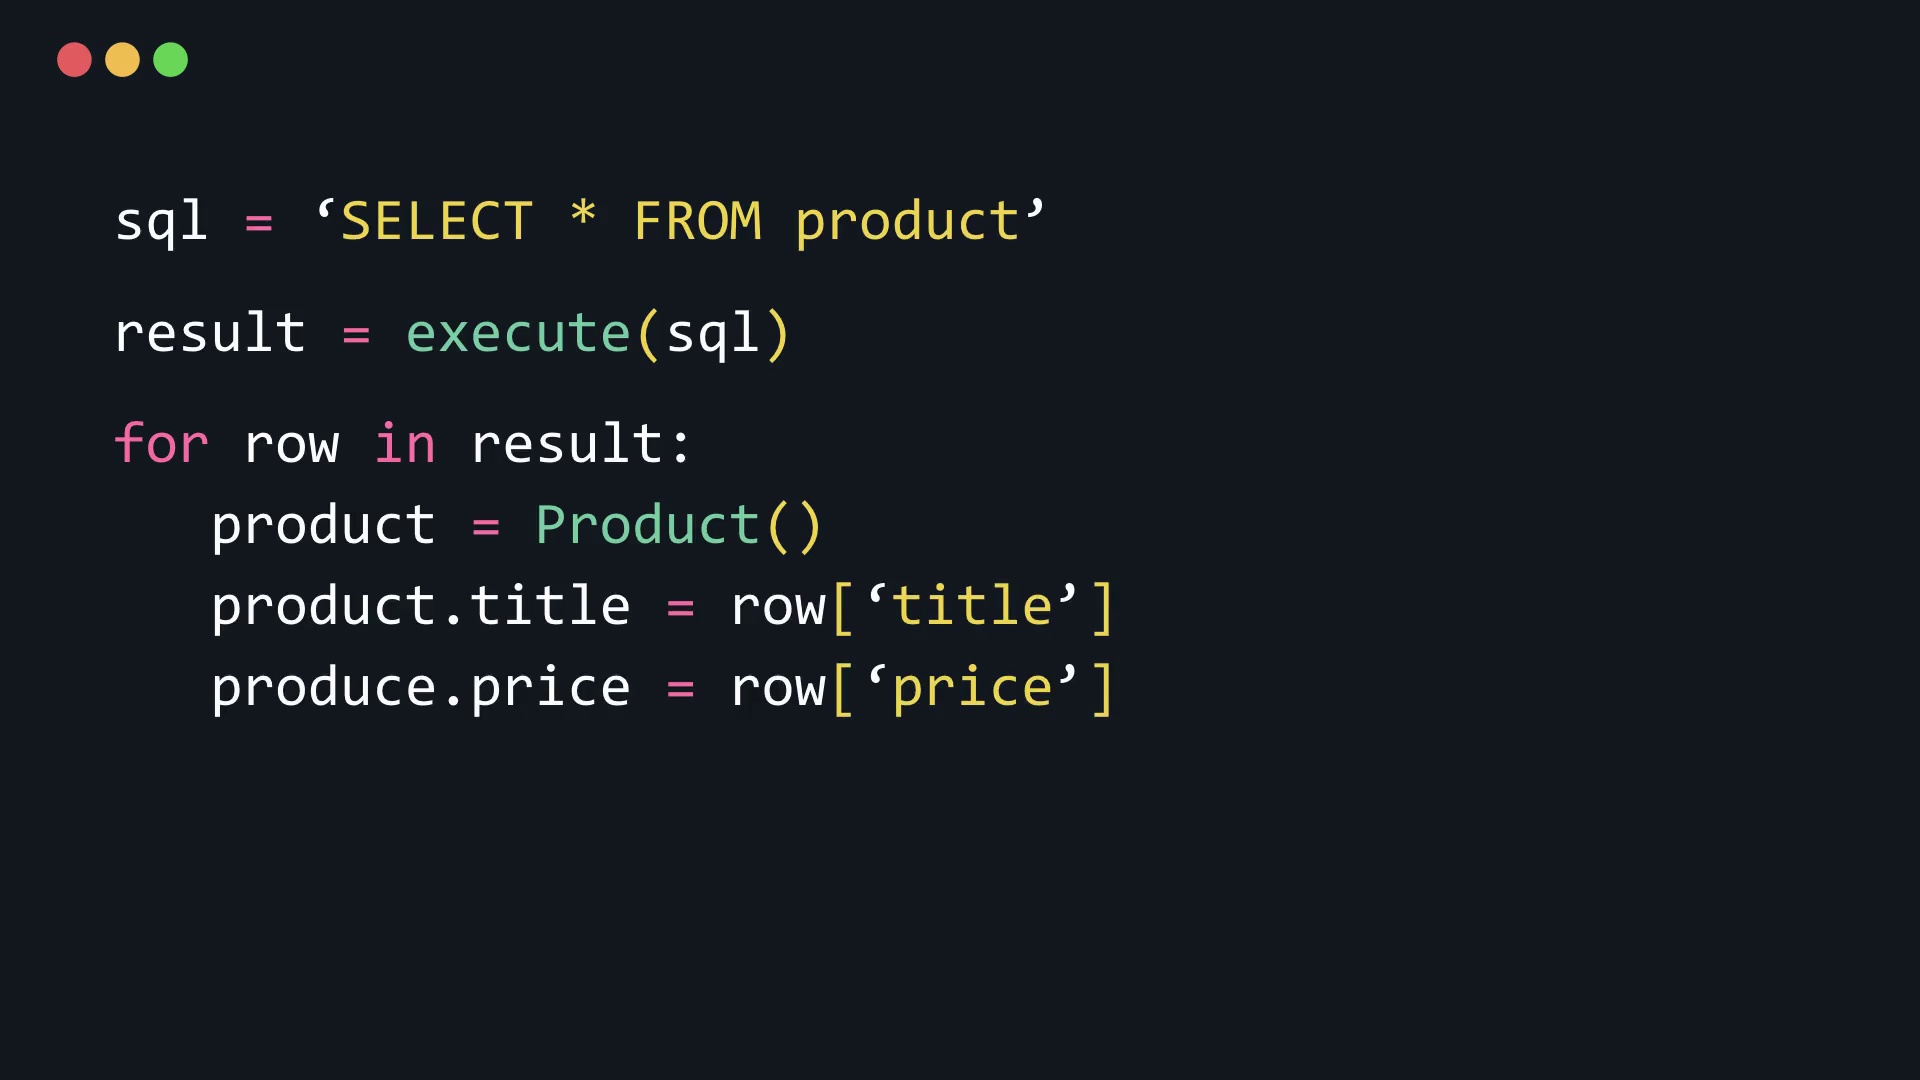 sql = ‘SELECT * FROM product’
result = execute(sql)
for row in result:
product = Product()
product.title = row[‘title’]
produce.price = row[‘price’]